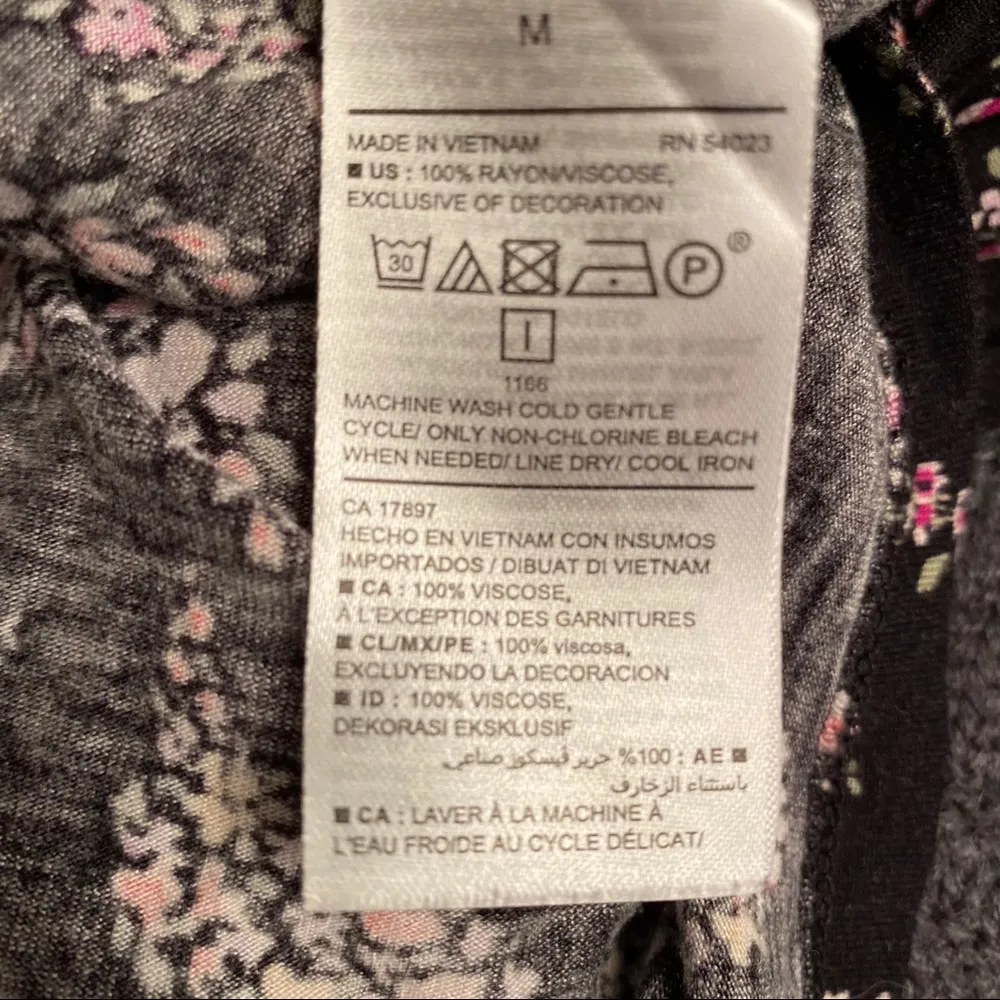 M
MADE IN VIETNAM RN 54023
US : 100% RAYON/VISCOSE,
EXCLUSIVE OF DECORATION
30 P ®
I
1166
MACHINE WASH COLD GENTLE
CYCLE/ ONLY NON-CHLORINE BLEACH
WHEN NEEDED/ LINE DRY/ COOL IRON
CA 17897
HECHO EN VIETNAM CON INSUMOS
IMPORTADOS / DIBUAT DI VIETNAM
CA : 100% VISCOSE,
A L'EXCEPTION DES GARNITURES
CL/MX/PE : 100% viscosa,
EXCLUYENDO LA DECORACION
ID : 100% VISCOSE,
DEKORASI EKSKLUSIF
AE : 100% حرير ڤيسكوز صناعي,
باستثناء الزخارف
CA : LAVER À LA MACHINE À
L'EAU FROIDE AU CYCLE DÉLICAT/